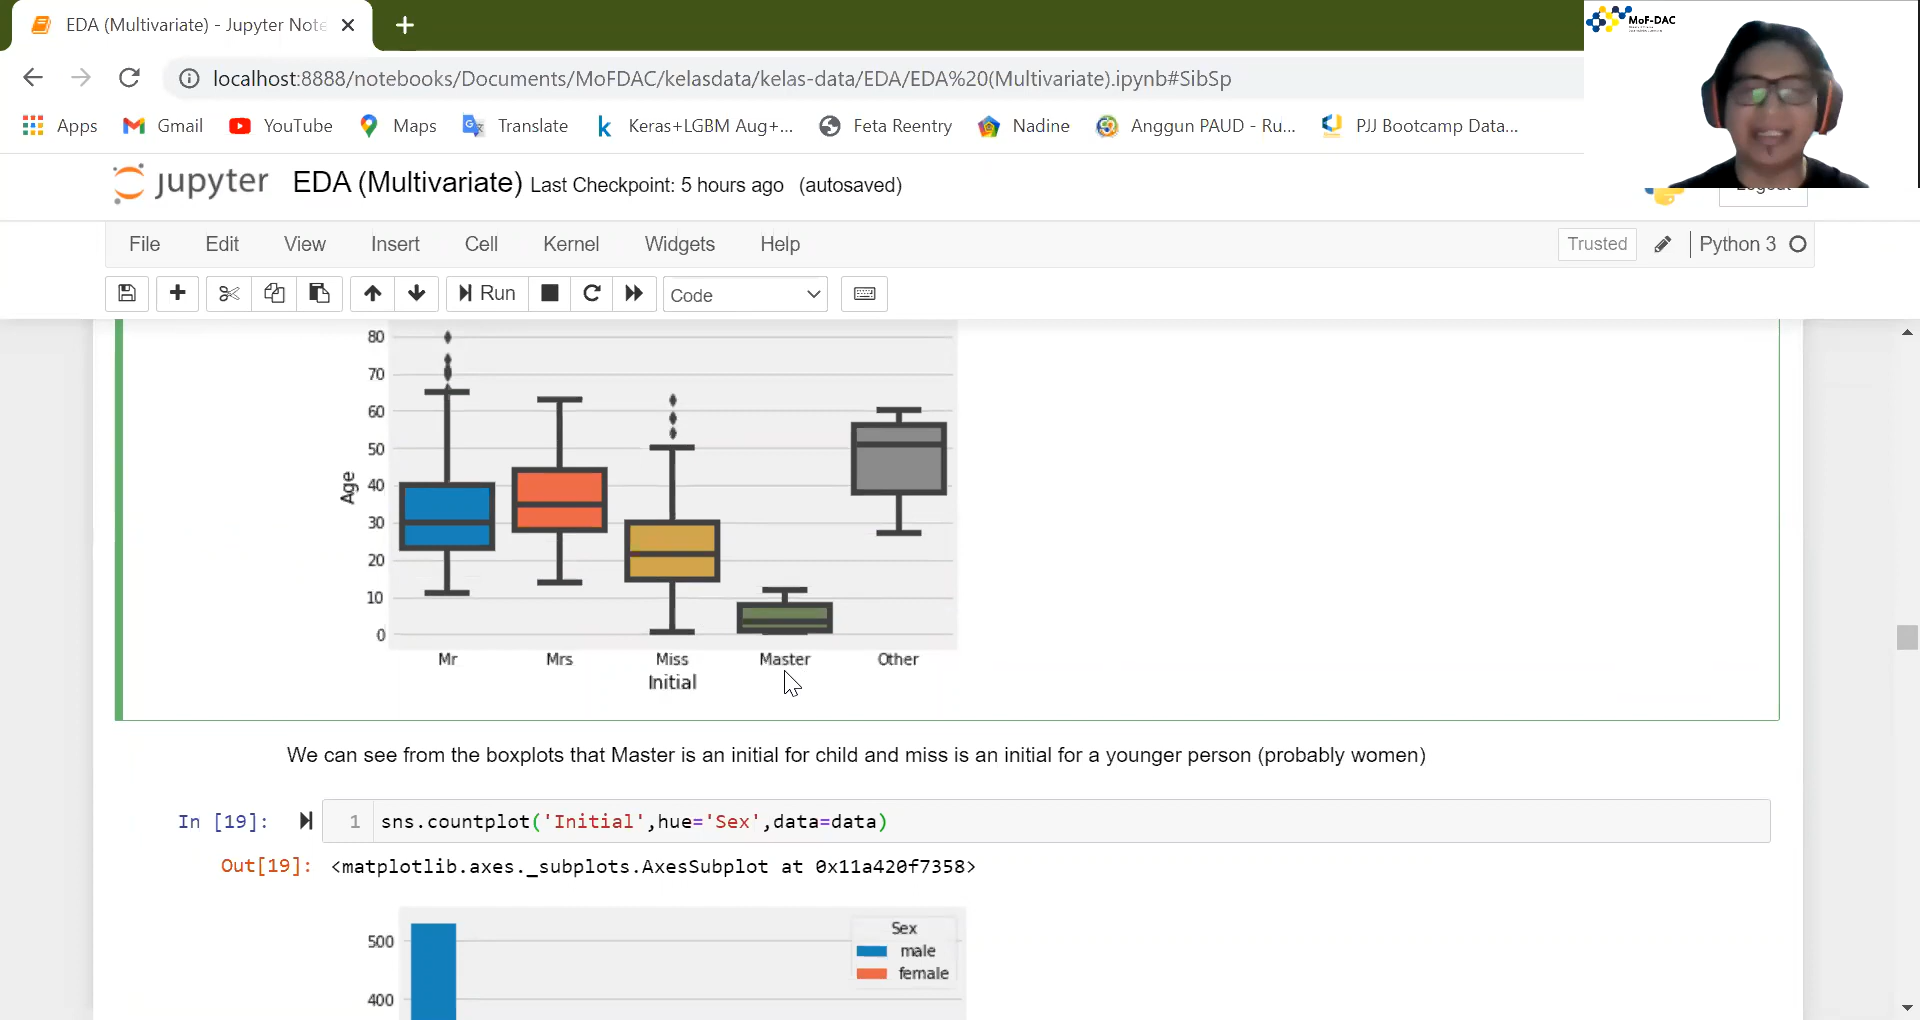 EDA (Multivariate) - Jupyter Note
MoF-DAC
localhost:8888/notebooks/Documents/MoFDAC/kelasdata/kelas-data/EDA/EDA%20(Multivariate).ipynb#SibSp
Apps Gmail YouTube Maps Translate Keras+LGBM Aug+... Feta Reentry Nadine Anggun PAUD - Ru... PJJ Bootcamp Data...
jupyter EDA (Multivariate) Last Checkpoint: 5 hours ago (autosaved)
Logout
File Edit View Insert Cell Kernel Widgets Help Trusted Python 3
Run Code
80
70
60
50
40
30
20
10
0
Age
Mr Mrs Miss Master Other
Initial
We can see from the boxplots that Master is an initial for child and miss is an initial for a younger person (probably women)
In [19]: 1 sns.countplot('Initial',hue='Sex',data=data)
Out[19]: <matplotlib.axes._subplots.AxesSubplot at 0x11a420f7358>
Sex
500
male
female
400